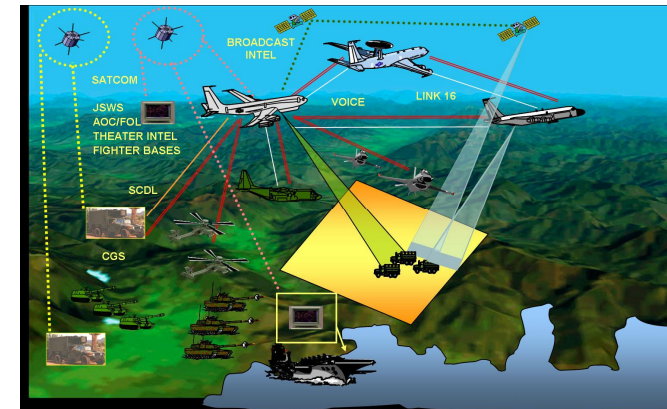 BROADCAST
INTEL
SATCOM
JSWS
AOC/FOL
THEATER INTEL
FIGHTER BASES
VOICE
LINK 16
SCDL
CGS